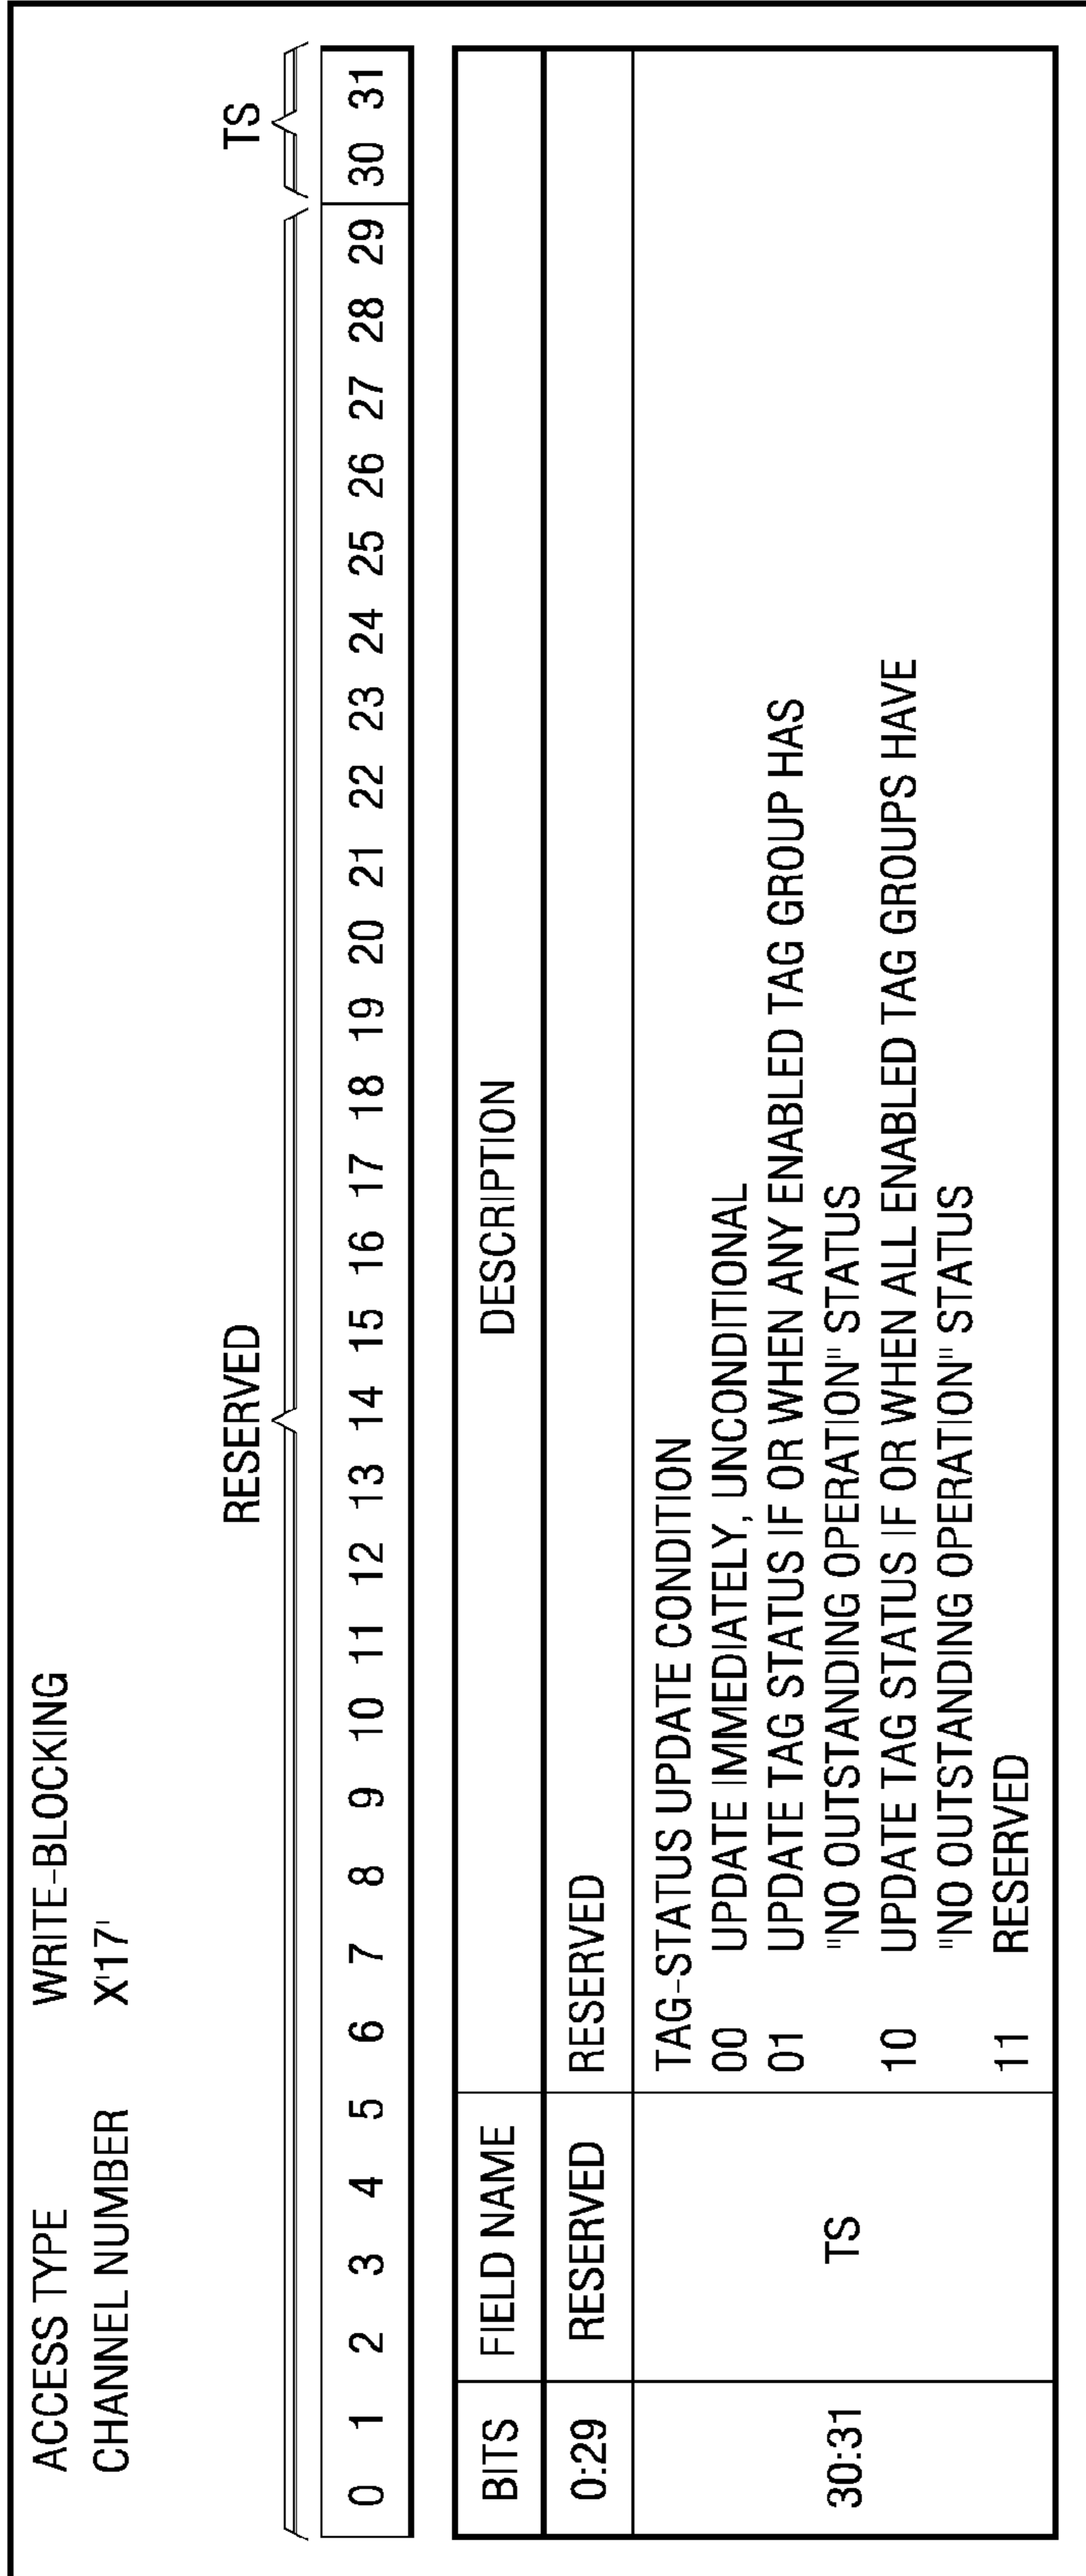 ACCESS TYPE WRITE-BLOCKING
CHANNEL NUMBER X'17'
RESERVED TS
0 1 2 3 4 5 6 7 8 9 10 11 12 13 14 15 16 17 18 19 20 21 22 23 24 25 26 27 28 29 30 31
BITS FIELD NAME DESCRIPTION
0:29 RESERVED RESERVED
30:31 TS TAG-STATUS UPDATE CONDITION
00 UPDATE IMMEDIATELY, UNCONDITIONAL
01 UPDATE TAG STATUS IF OR WHEN ANY ENABLED TAG GROUP HAS
"NO OUTSTANDING OPERATION" STATUS
10 UPDATE TAG STATUS IF OR WHEN ALL ENABLED TAG GROUPS HAVE
"NO OUTSTANDING OPERATION" STATUS
11 RESERVED